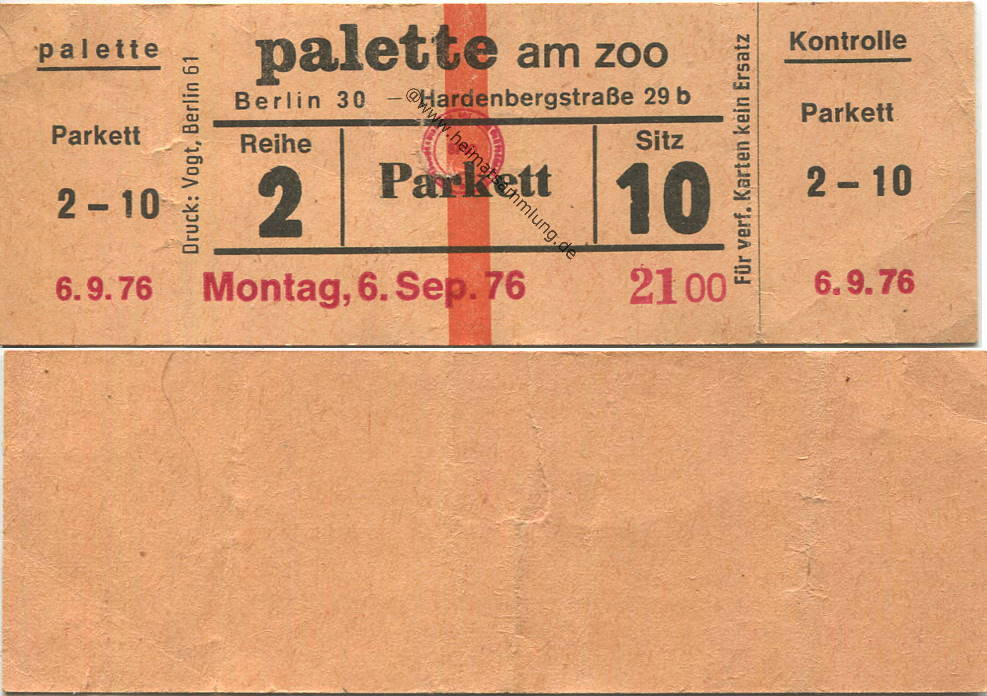 palette
Parkett
2 – 10
6. 9. 76
Druck: Vogt, Berlin 61
palette am zoo
Berlin 30 – Hardenbergstraße 29 b
Reihe
2
Parkett
Sitz
10
Montag, 6. Sep. 76
21 00
Für verf. Karten kein Ersatz
Kontrolle
Parkett
2 – 10
6. 9. 76
@www.heimatsammlung.de